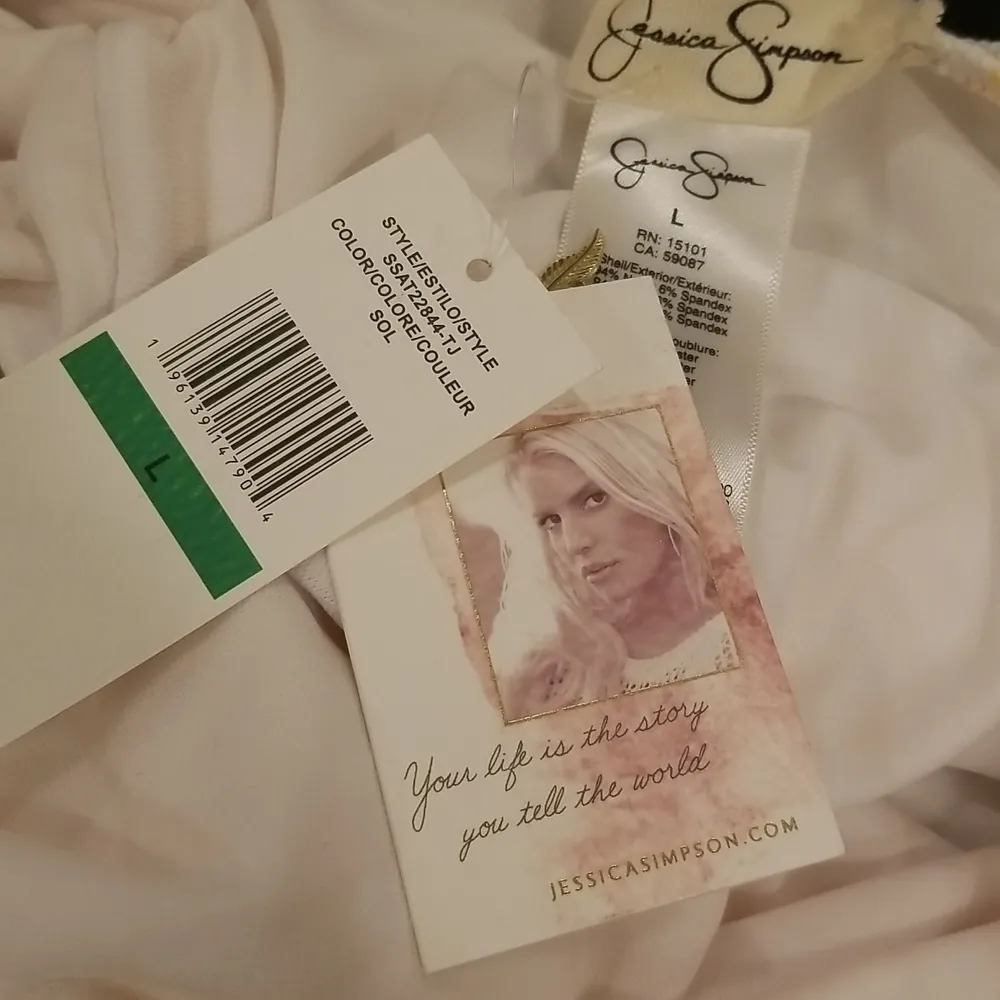 Jessica Simpson
Jessica Simpson
L
RN: 15101
CA: 59087
Shell/Exterior/Extérieur:
6% Spandex
% Spandex
% Spandex
STYLE/ESTILO/STYLE
SSAT22844-TJ
COLOR/COLORE/COULEUR
SOL
1 96139 14790 4
L
Your life is the story
you tell the world
JESSICASIMPSON.COM